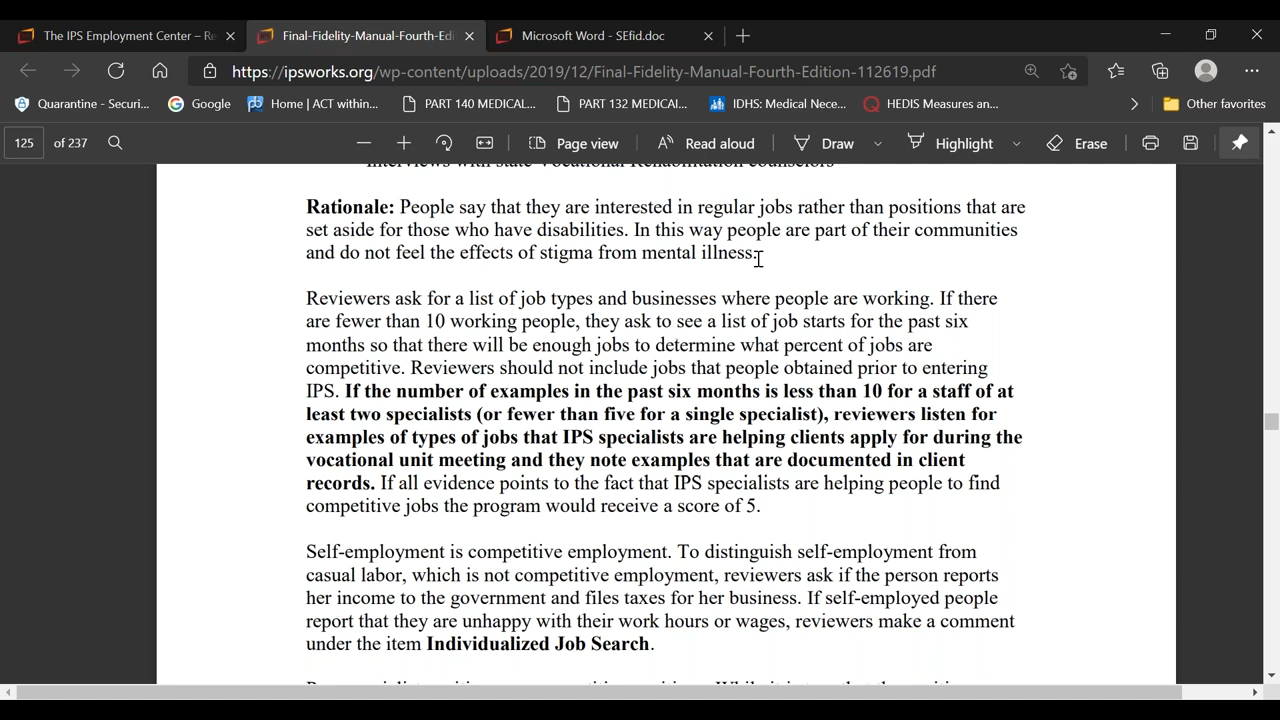 The IPS Employment Center – Re
Final-Fidelity-Manual-Fourth-Edi
Microsoft Word - SEfid.doc
https://ipsworks.org/wp-content/uploads/2019/12/Final-Fidelity-Manual-Fourth-Edition-112619.pdf
Quarantine - Securi...
Google
Home | ACT within...
PART 140 MEDICAL...
PART 132 MEDICAL...
IDHS: Medical Nece...
HEDIS Measures an...
Other favorites
125 of 237
Page view
Read aloud
Draw
Highlight
Erase
Interviews with state Vocational Rehabilitation counselors
Rationale: People say that they are interested in regular jobs rather than positions that are
set aside for those who have disabilities. In this way people are part of their communities
and do not feel the effects of stigma from mental illness.
Reviewers ask for a list of job types and businesses where people are working. If there
are fewer than 10 working people, they ask to see a list of job starts for the past six
months so that there will be enough jobs to determine what percent of jobs are
competitive. Reviewers should not include jobs that people obtained prior to entering
IPS. If the number of examples in the past six months is less than 10 for a staff of at
least two specialists (or fewer than five for a single specialist), reviewers listen for
examples of types of jobs that IPS specialists are helping clients apply for during the
vocational unit meeting and they note examples that are documented in client
records. If all evidence points to the fact that IPS specialists are helping people to find
competitive jobs the program would receive a score of 5.
Self-employment is competitive employment. To distinguish self-employment from
casual labor, which is not competitive employment, reviewers ask if the person reports
her income to the government and files taxes for her business. If self-employed people
report that they are unhappy with their work hours or wages, reviewers make a comment
under the item Individualized Job Search.